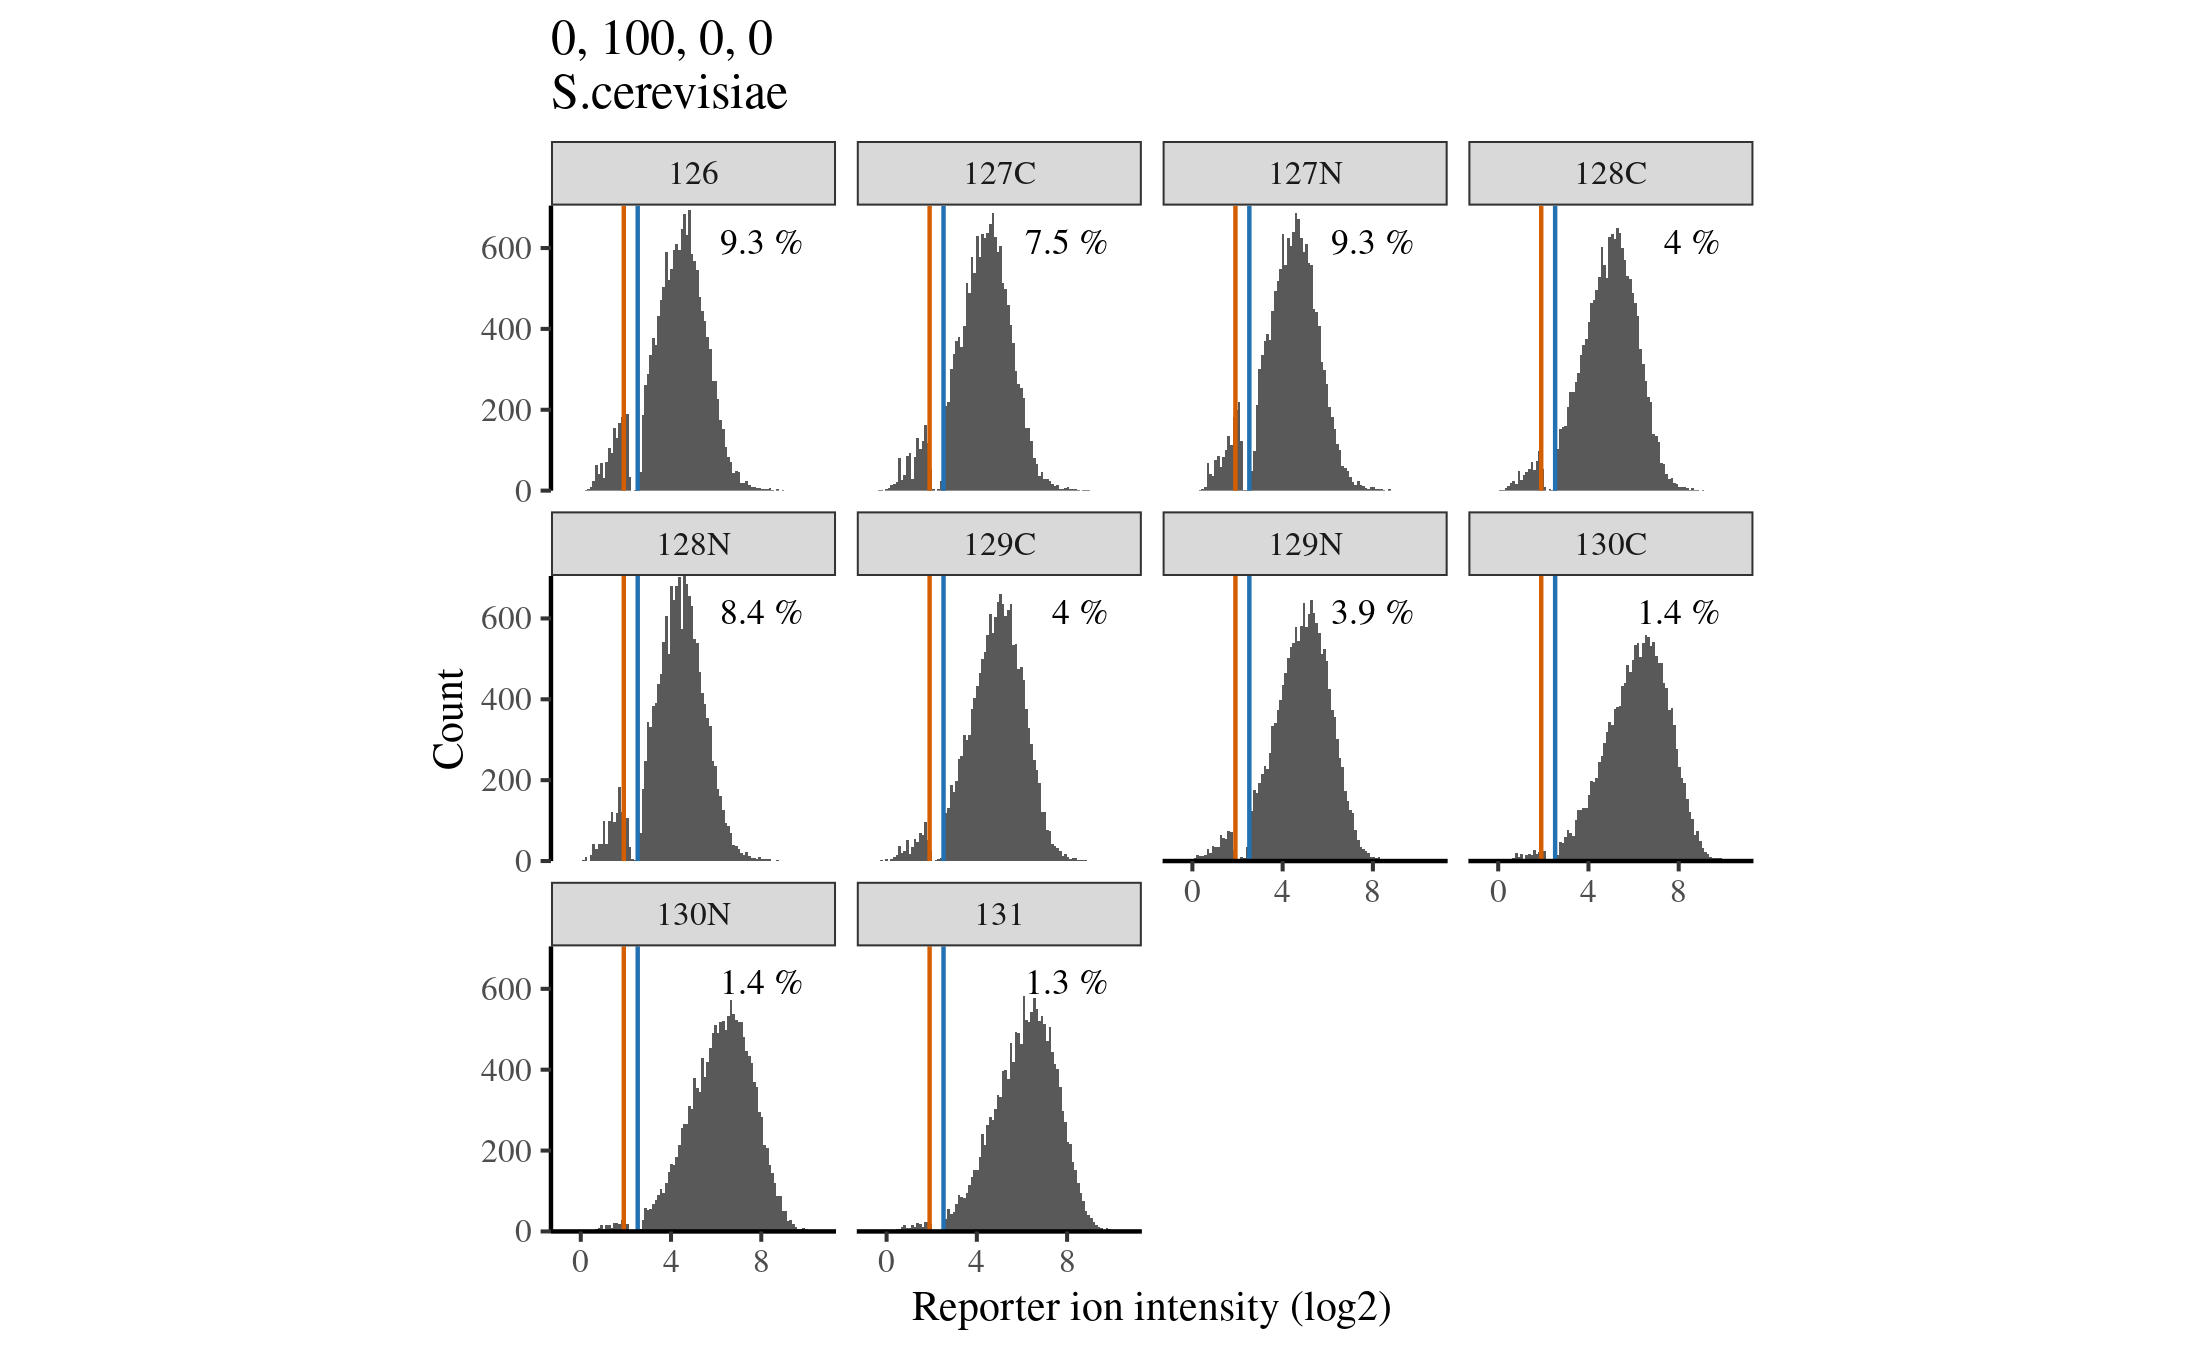 0, 100, 0, 0
S.cerevisiae
126 127C 127N 128C
9.3 % 7.5 % 9.3 % 4 %
600
400
200
0
128N 129C 129N 130C
8.4 % 4 % 3.9 % 1.4 %
600
400
200
0
0 4 8 0 4 8
130N 131
1.4 % 1.3 %
600
400
200
0
0 4 8 0 4 8
Count
Reporter ion intensity (log2)